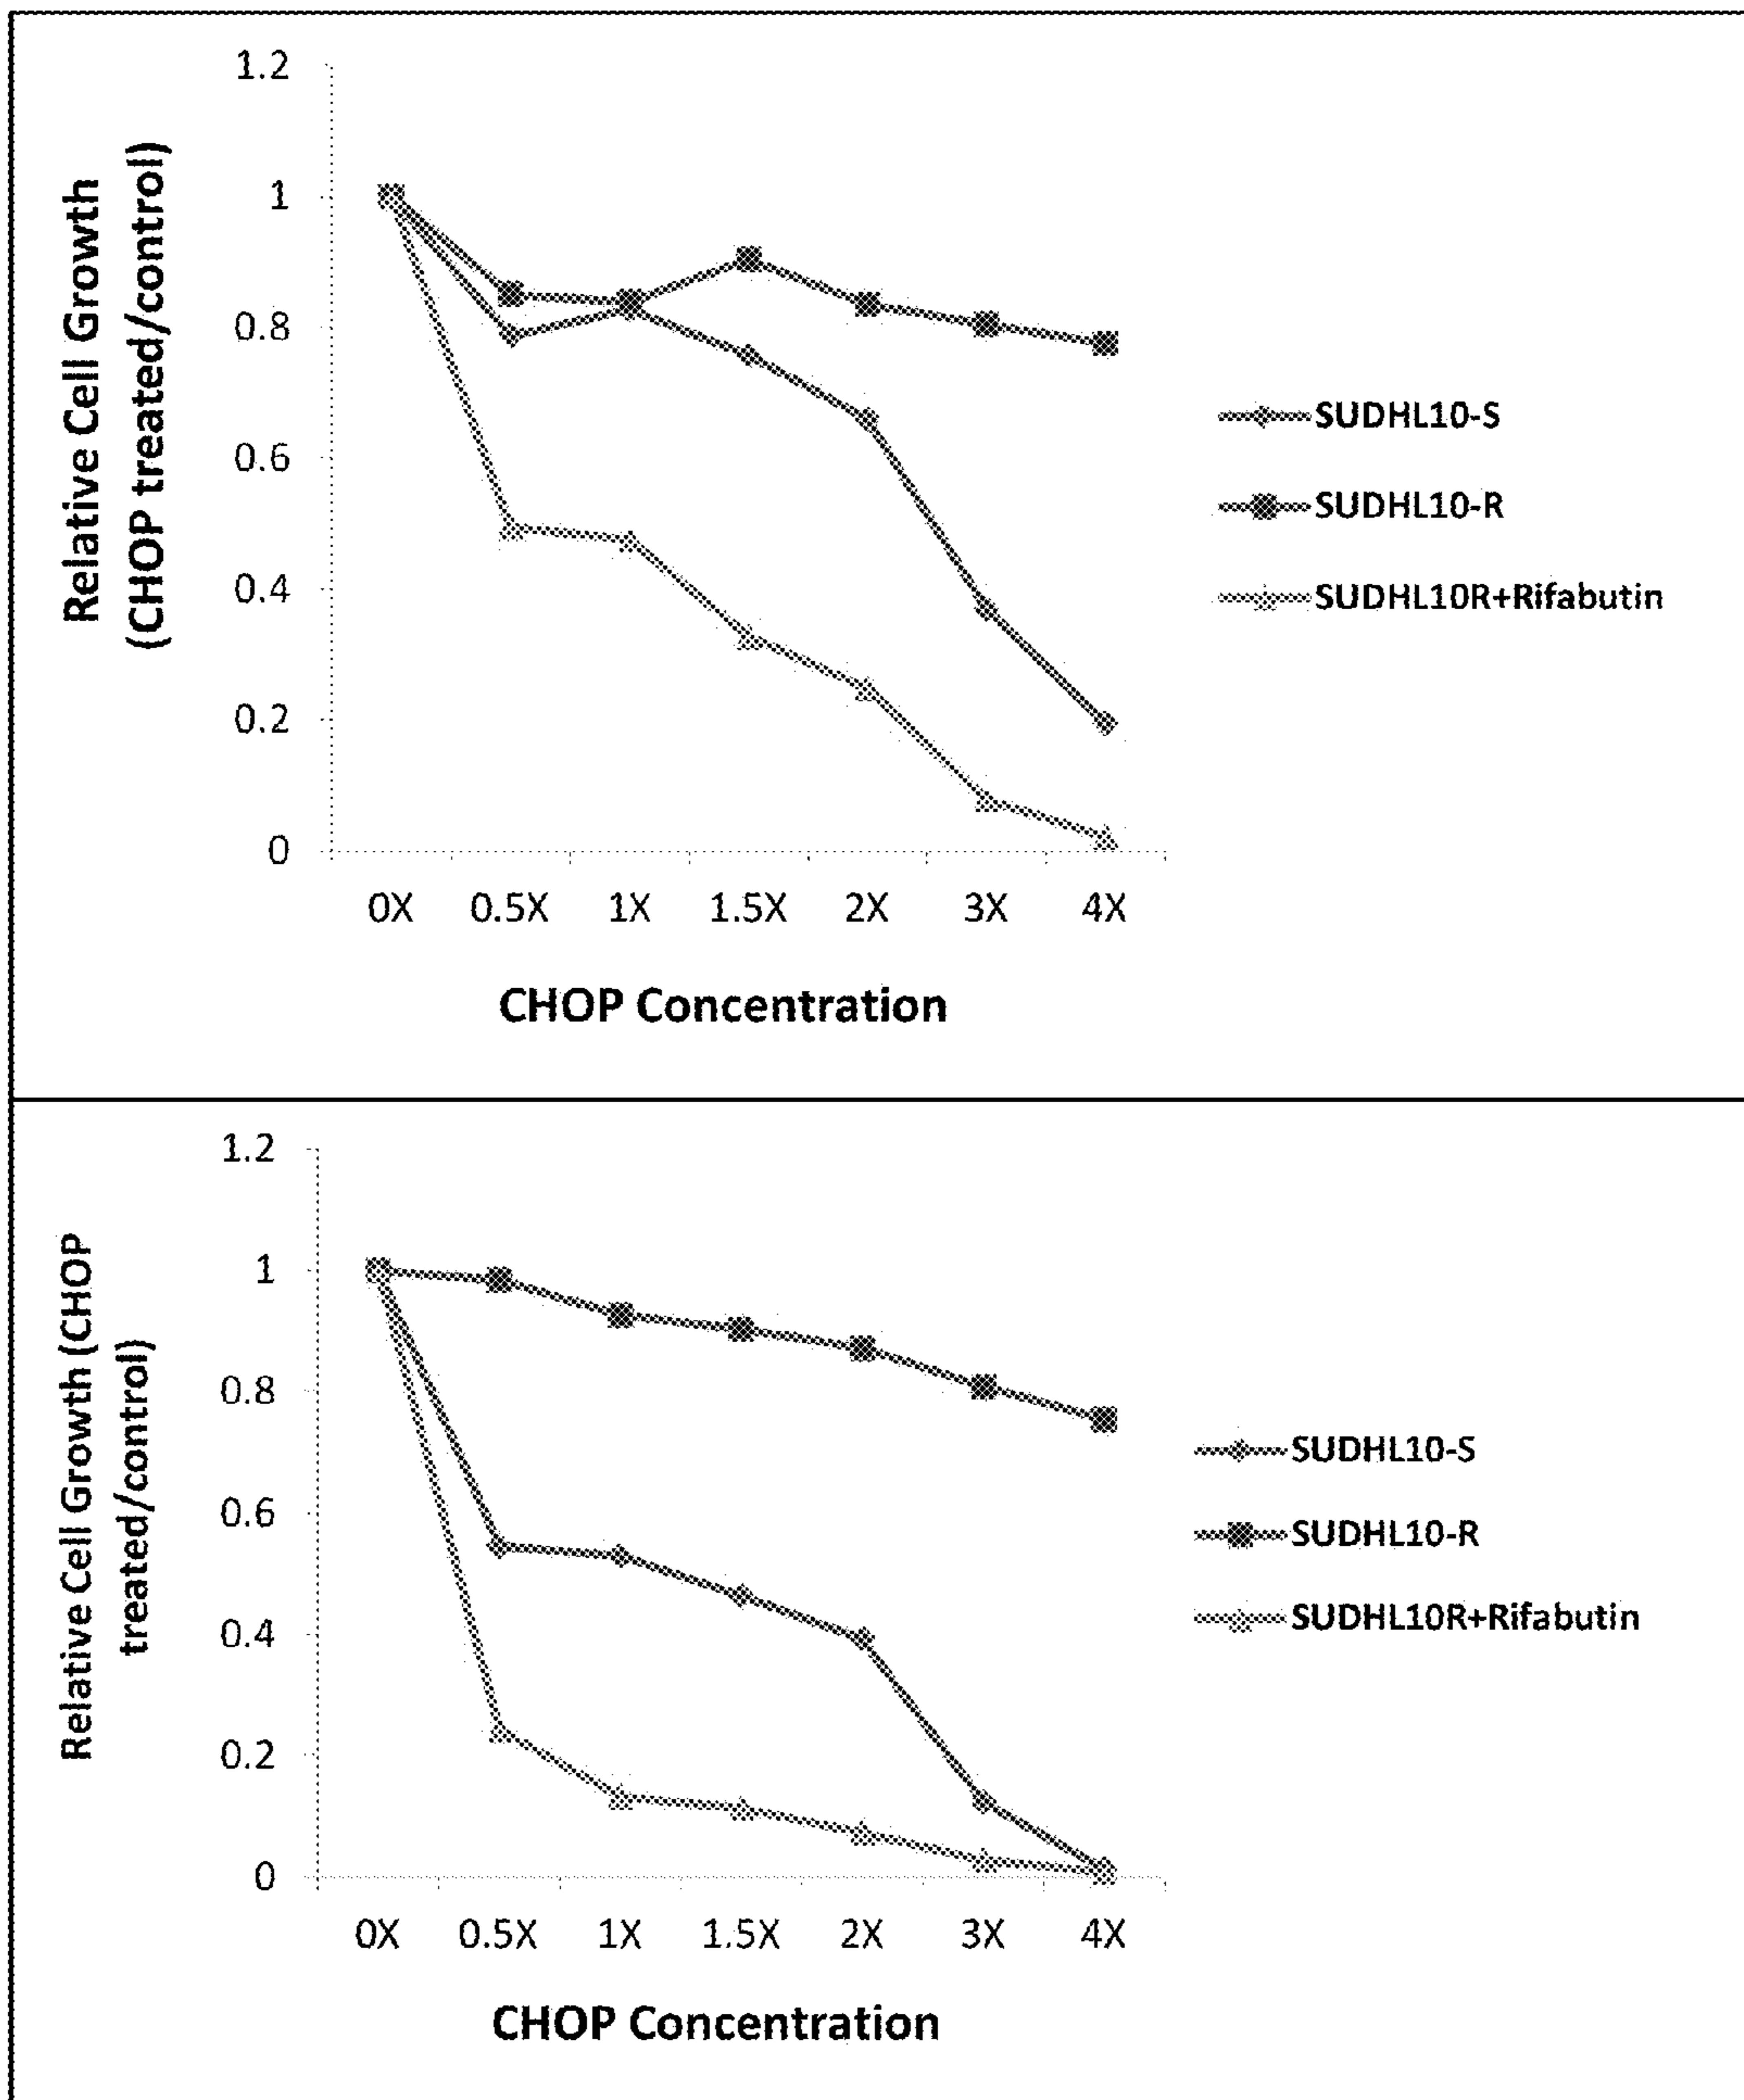 Relative Cell Growth
(CHOP treated/control)
1.2
1
0.8
0.6
0.4
0.2
0
0X 0.5X 1X 1.5X 2X 3X 4X
CHOP Concentration
SUDHL10-S
SUDHL10-R
SUDHL10R+Rifabutin
Relative Cell Growth (CHOP
treated/control)
1.2
1
0.8
0.6
0.4
0.2
0
0X 0.5X 1X 1.5X 2X 3X 4X
CHOP Concentration
SUDHL10-S
SUDHL10-R
SUDHL10R+Rifabutin